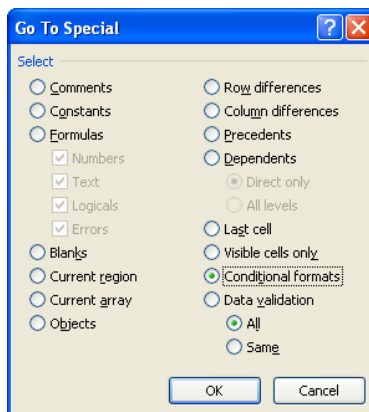 Go To Special
Select
Comments
Constants
Formulas
Numbers
Text
Logicals
Errors
Blanks
Current region
Current array
Objects
Row differences
Column differences
Precedents
Dependents
Direct only
All levels
Last cell
Visible cells only
Conditional formats
Data validation
All
Same
OK
Cancel